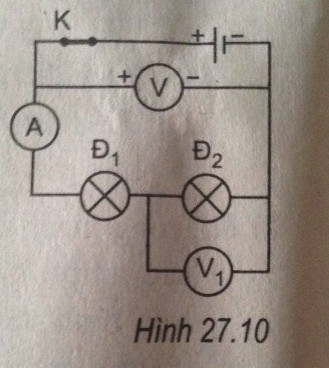 K
+ −
+ V −
A
Đ₁ Đ₂
V₁
Hình 27.10